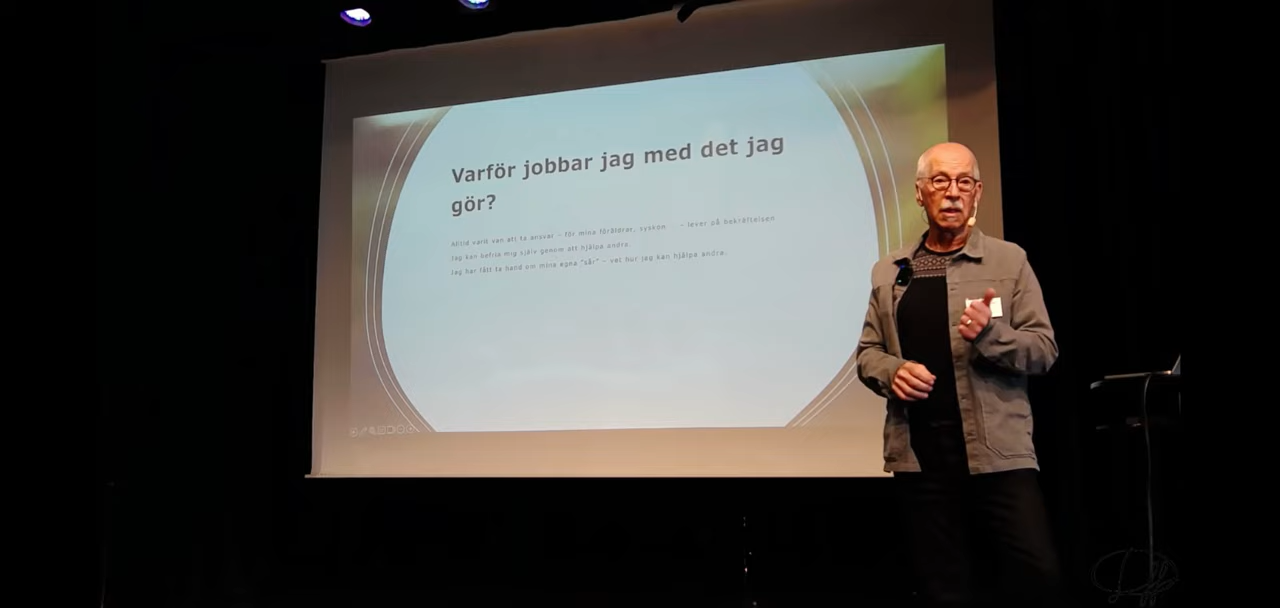 Varför jobbar jag med det jag
gör?
Alltid varit van att ta ansvar – för mina föräldrar, syskon … – lever på bekräftelsen
Jag kan befria mig själv genom att hjälpa andra.
Jag har fått ta hand om mina egna "sår" – vet hur jag kan hjälpa andra.